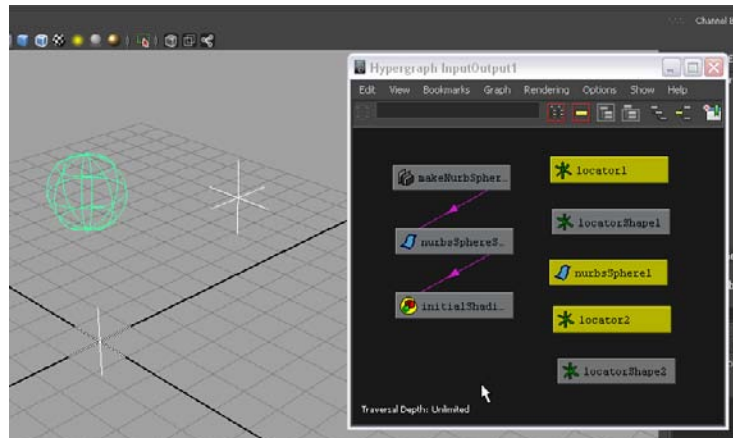 Channel B
Hypergraph InputOutput1
Edit View Bookmarks Graph Rendering Options Show Help
makeNurbSpher..
locator1
locatorShape1
nurbsSphereS..
nurbsSphere1
initialShadi..
locator2
locatorShape2
Traversal Depth: Unlimited